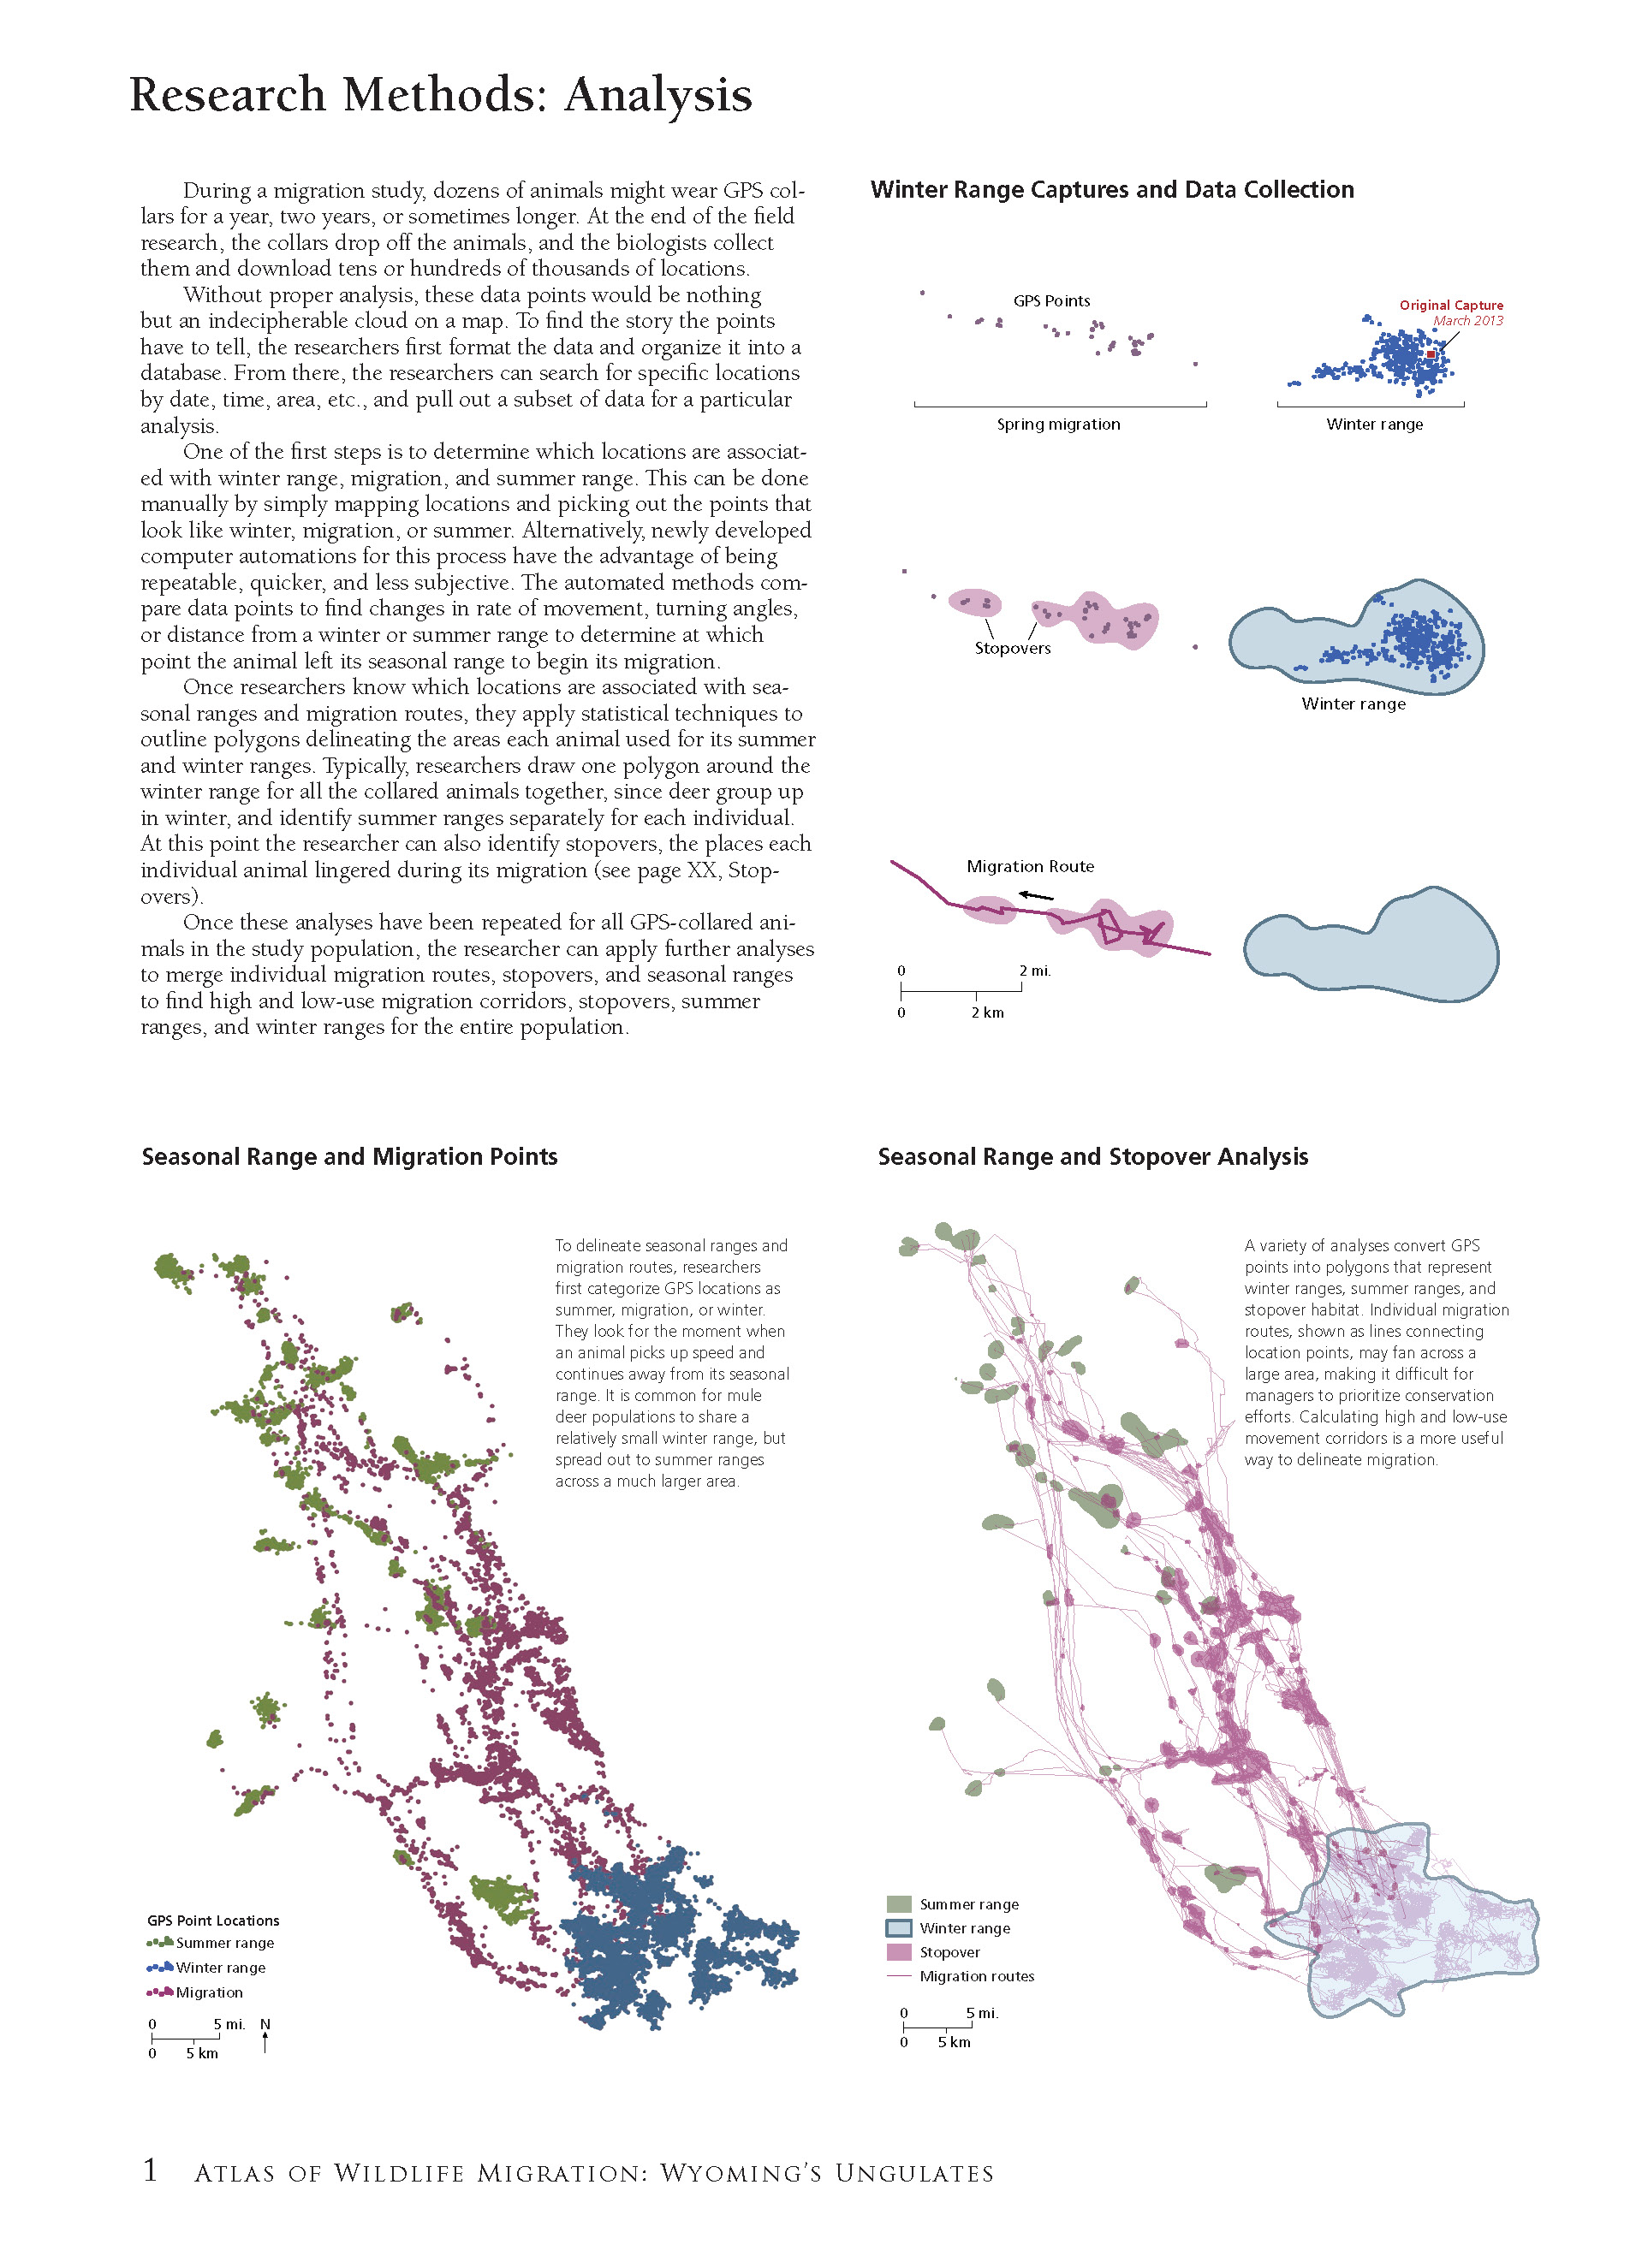 Research Methods: Analysis
During a migration study, dozens of animals might wear GPS col-
lars for a year, two years, or sometimes longer. At the end of the field
research, the collars drop off the animals, and the biologists collect
them and download tens or hundreds of thousands of locations.
Without proper analysis, these data points would be nothing
but an indecipherable cloud on a map. To find the story the points
have to tell, the researchers first format the data and organize it into a
database. From there, the researchers can search for specific locations
by date, time, area, etc., and pull out a subset of data for a particular
analysis.
One of the first steps is to determine which locations are associat-
ed with winter range, migration, and summer range. This can be done
manually by simply mapping locations and picking out the points that
look like winter, migration, or summer. Alternatively, newly developed
computer automations for this process have the advantage of being
repeatable, quicker, and less subjective. The automated methods com-
pare data points to find changes in rate of movement, turning angles,
or distance from a winter or summer range to determine at which
point the animal left its seasonal range to begin its migration.
Once researchers know which locations are associated with sea-
sonal ranges and migration routes, they apply statistical techniques to
outline polygons delineating the areas each animal used for its summer
and winter ranges. Typically, researchers draw one polygon around the
winter range for all the collared animals together, since deer group up
in winter, and identify summer ranges separately for each individual.
At this point the researcher can also identify stopovers, the places each
individual animal lingered during its migration (see page XX, Stop-
overs).
Once these analyses have been repeated for all GPS-collared ani-
mals in the study population, the researcher can apply further analyses
to merge individual migration routes, stopovers, and seasonal ranges
to find high and low-use migration corridors, stopovers, summer
ranges, and winter ranges for the entire population.
Winter Range Captures and Data Collection
GPS Points
Original Capture
March 2013
Spring migration
Winter range
Stopovers
Winter range
Migration Route
0 2 mi.
0 2 km
Seasonal Range and Migration Points
To delineate seasonal ranges and
migration routes, researchers
first categorize GPS locations as
summer, migration, or winter.
They look for the moment when
an animal picks up speed and
continues away from its seasonal
range. It is common for mule
deer populations to share a
relatively small winter range, but
spread out to summer ranges
across a much larger area.
GPS Point Locations
Summer range
Winter range
Migration
0 5 mi. N
0 5 km
Seasonal Range and Stopover Analysis
A variety of analyses convert GPS
points into polygons that represent
winter ranges, summer ranges, and
stopover habitat. Individual migration
routes, shown as lines connecting
location points, may fan across a
large area, making it difficult for
managers to prioritize conservation
efforts. Calculating high and low-use
movement corridors is a more useful
way to delineate migration.
Summer range
Winter range
Stopover
Migration routes
0 5 mi.
0 5 km
1 Atlas of Wildlife Migration: Wyoming's Ungulates